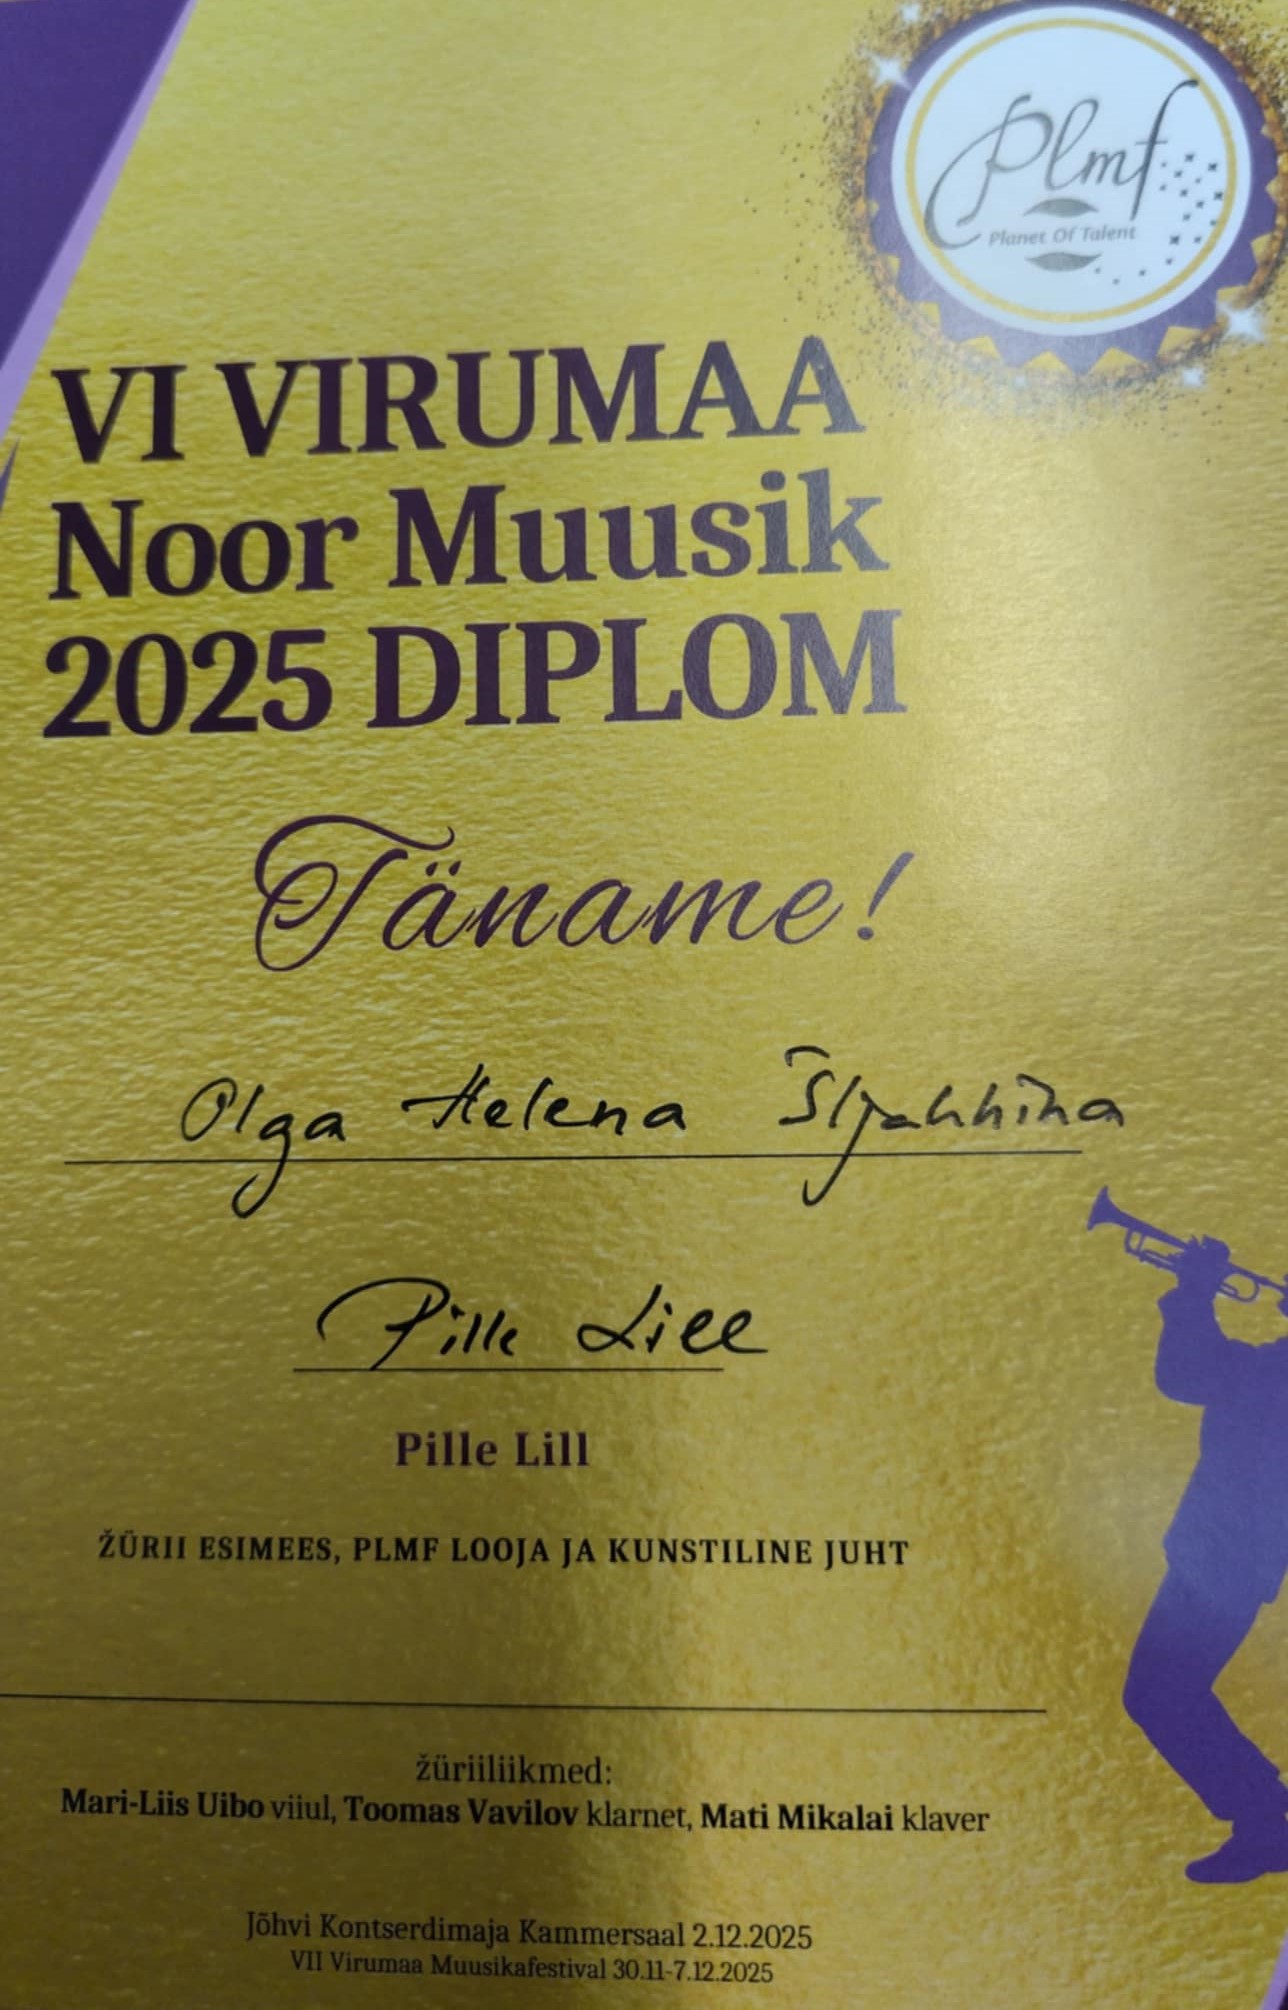 Plmf
Planet Of Talent
VI VIRUMAA
Noor Muusik
2025 DIPLOM
Täname!
Olga Helena Šljahhina
Pille Lill
Pille Lill
ŽÜRII ESIMEES, PLMF LOOJA JA KUNSTILINE JUHT
žüriiliikmed:
Mari-Liis Uibo viiul, Toomas Vavilov klarnet, Mati Mikalai klaver
Jõhvi Kontserdimaja Kammersaal 2.12.2025
VII Virumaa Muusikafestival 30.11-7.12.2025